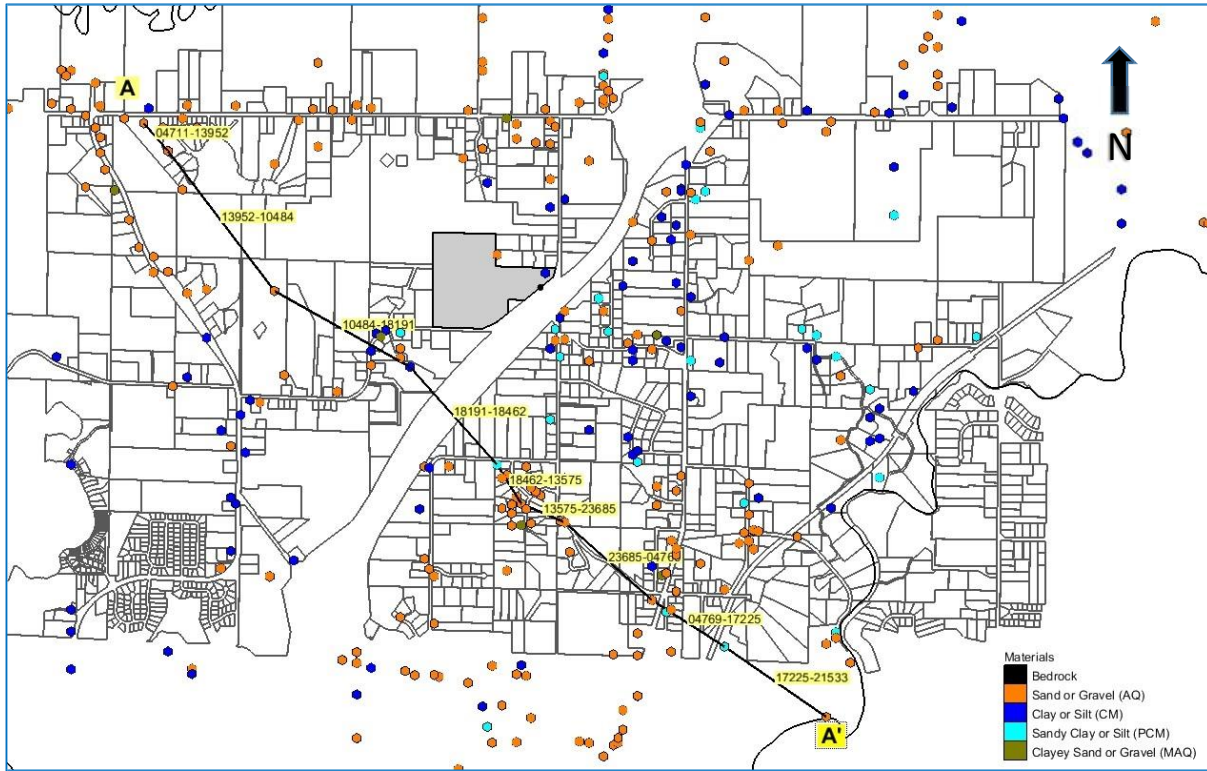 A
04711-13952
N
13952-10484
10484-18191
18191-18462
18462-13575
13575-23685
23685-04769
04769-17225
17225-21533
A'
Materials
Bedrock
Sand or Gravel (AQ)
Clay or Silt (CM)
Sandy Clay or Silt (PCM)
Clayey Sand or Gravel (MAQ)